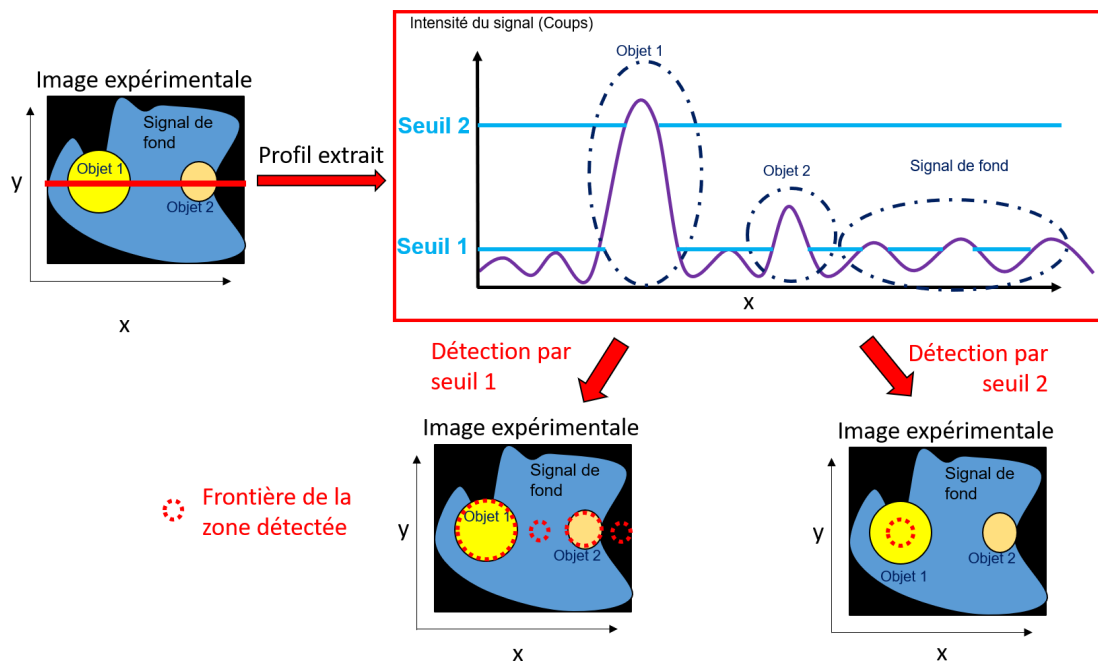 Intensité du signal (Coups)
Objet 1
Seuil 2
Objet 2
Signal de fond
Seuil 1
x
Image expérimentale
Signal de
fond
Objet 1
Objet 2
y
x
Profil extrait
Détection par
seuil 1
Détection par
seuil 2
Frontière de la
zone détectée
Image expérimentale
Signal de
fond
Objet 1
Objet 2
y
x
Image expérimentale
Signal de
fond
Objet 1
Objet 2
y
x